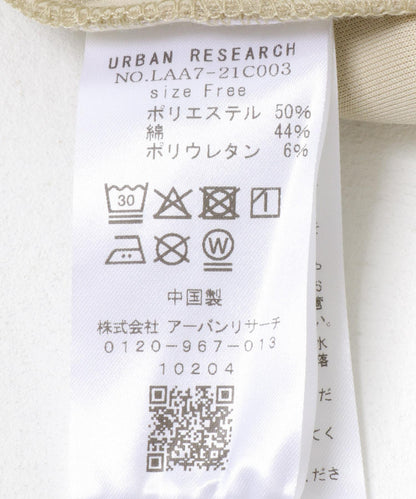 URBAN RESEARCH
NO.LAA7-21C003
size Free
ポリエステル 50%
綿 44%
ポリウレタン 6%
30
W
中国製
株式会社 アーバンリサーチ
0120-967-013
10204